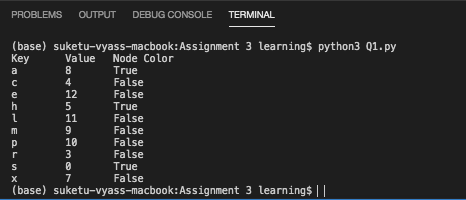 PROBLEMS OUTPUT DEBUG CONSOLE TERMINAL
(base) suketu-vyass-macbook:Assignment 3 learning$ python3 Q1.py
Key Value Node Color
a 8 True
c 4 False
e 12 False
h 5 True
l 11 False
m 9 False
p 10 False
r 3 False
s 0 True
x 7 False
(base) suketu-vyass-macbook:Assignment 3 learning$